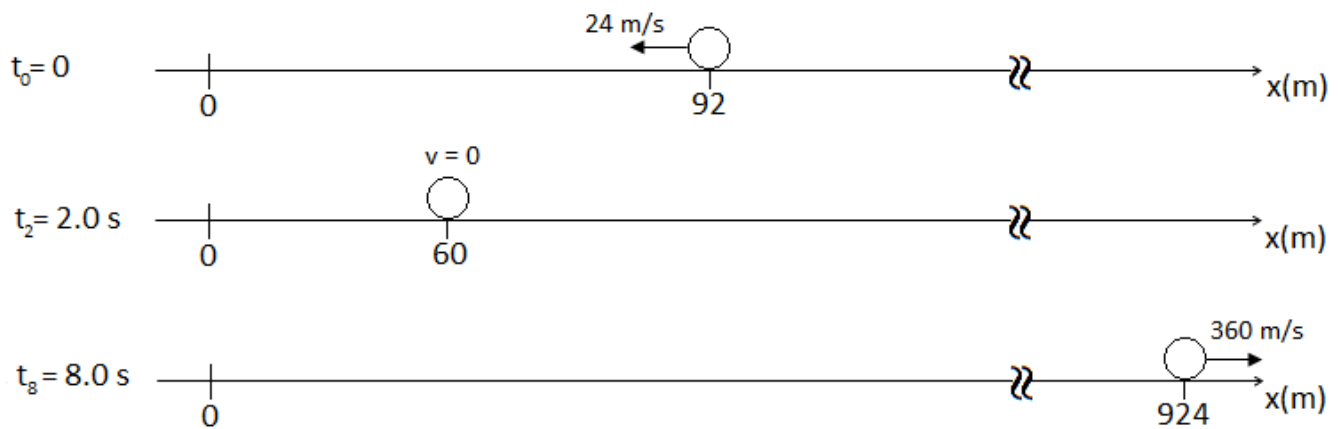 24 m/s
t₀= 0
0
92
x(m)
v = 0
t₂= 2.0 s
0
60
x(m)
360 m/s
t₈= 8.0 s
0
924
x(m)